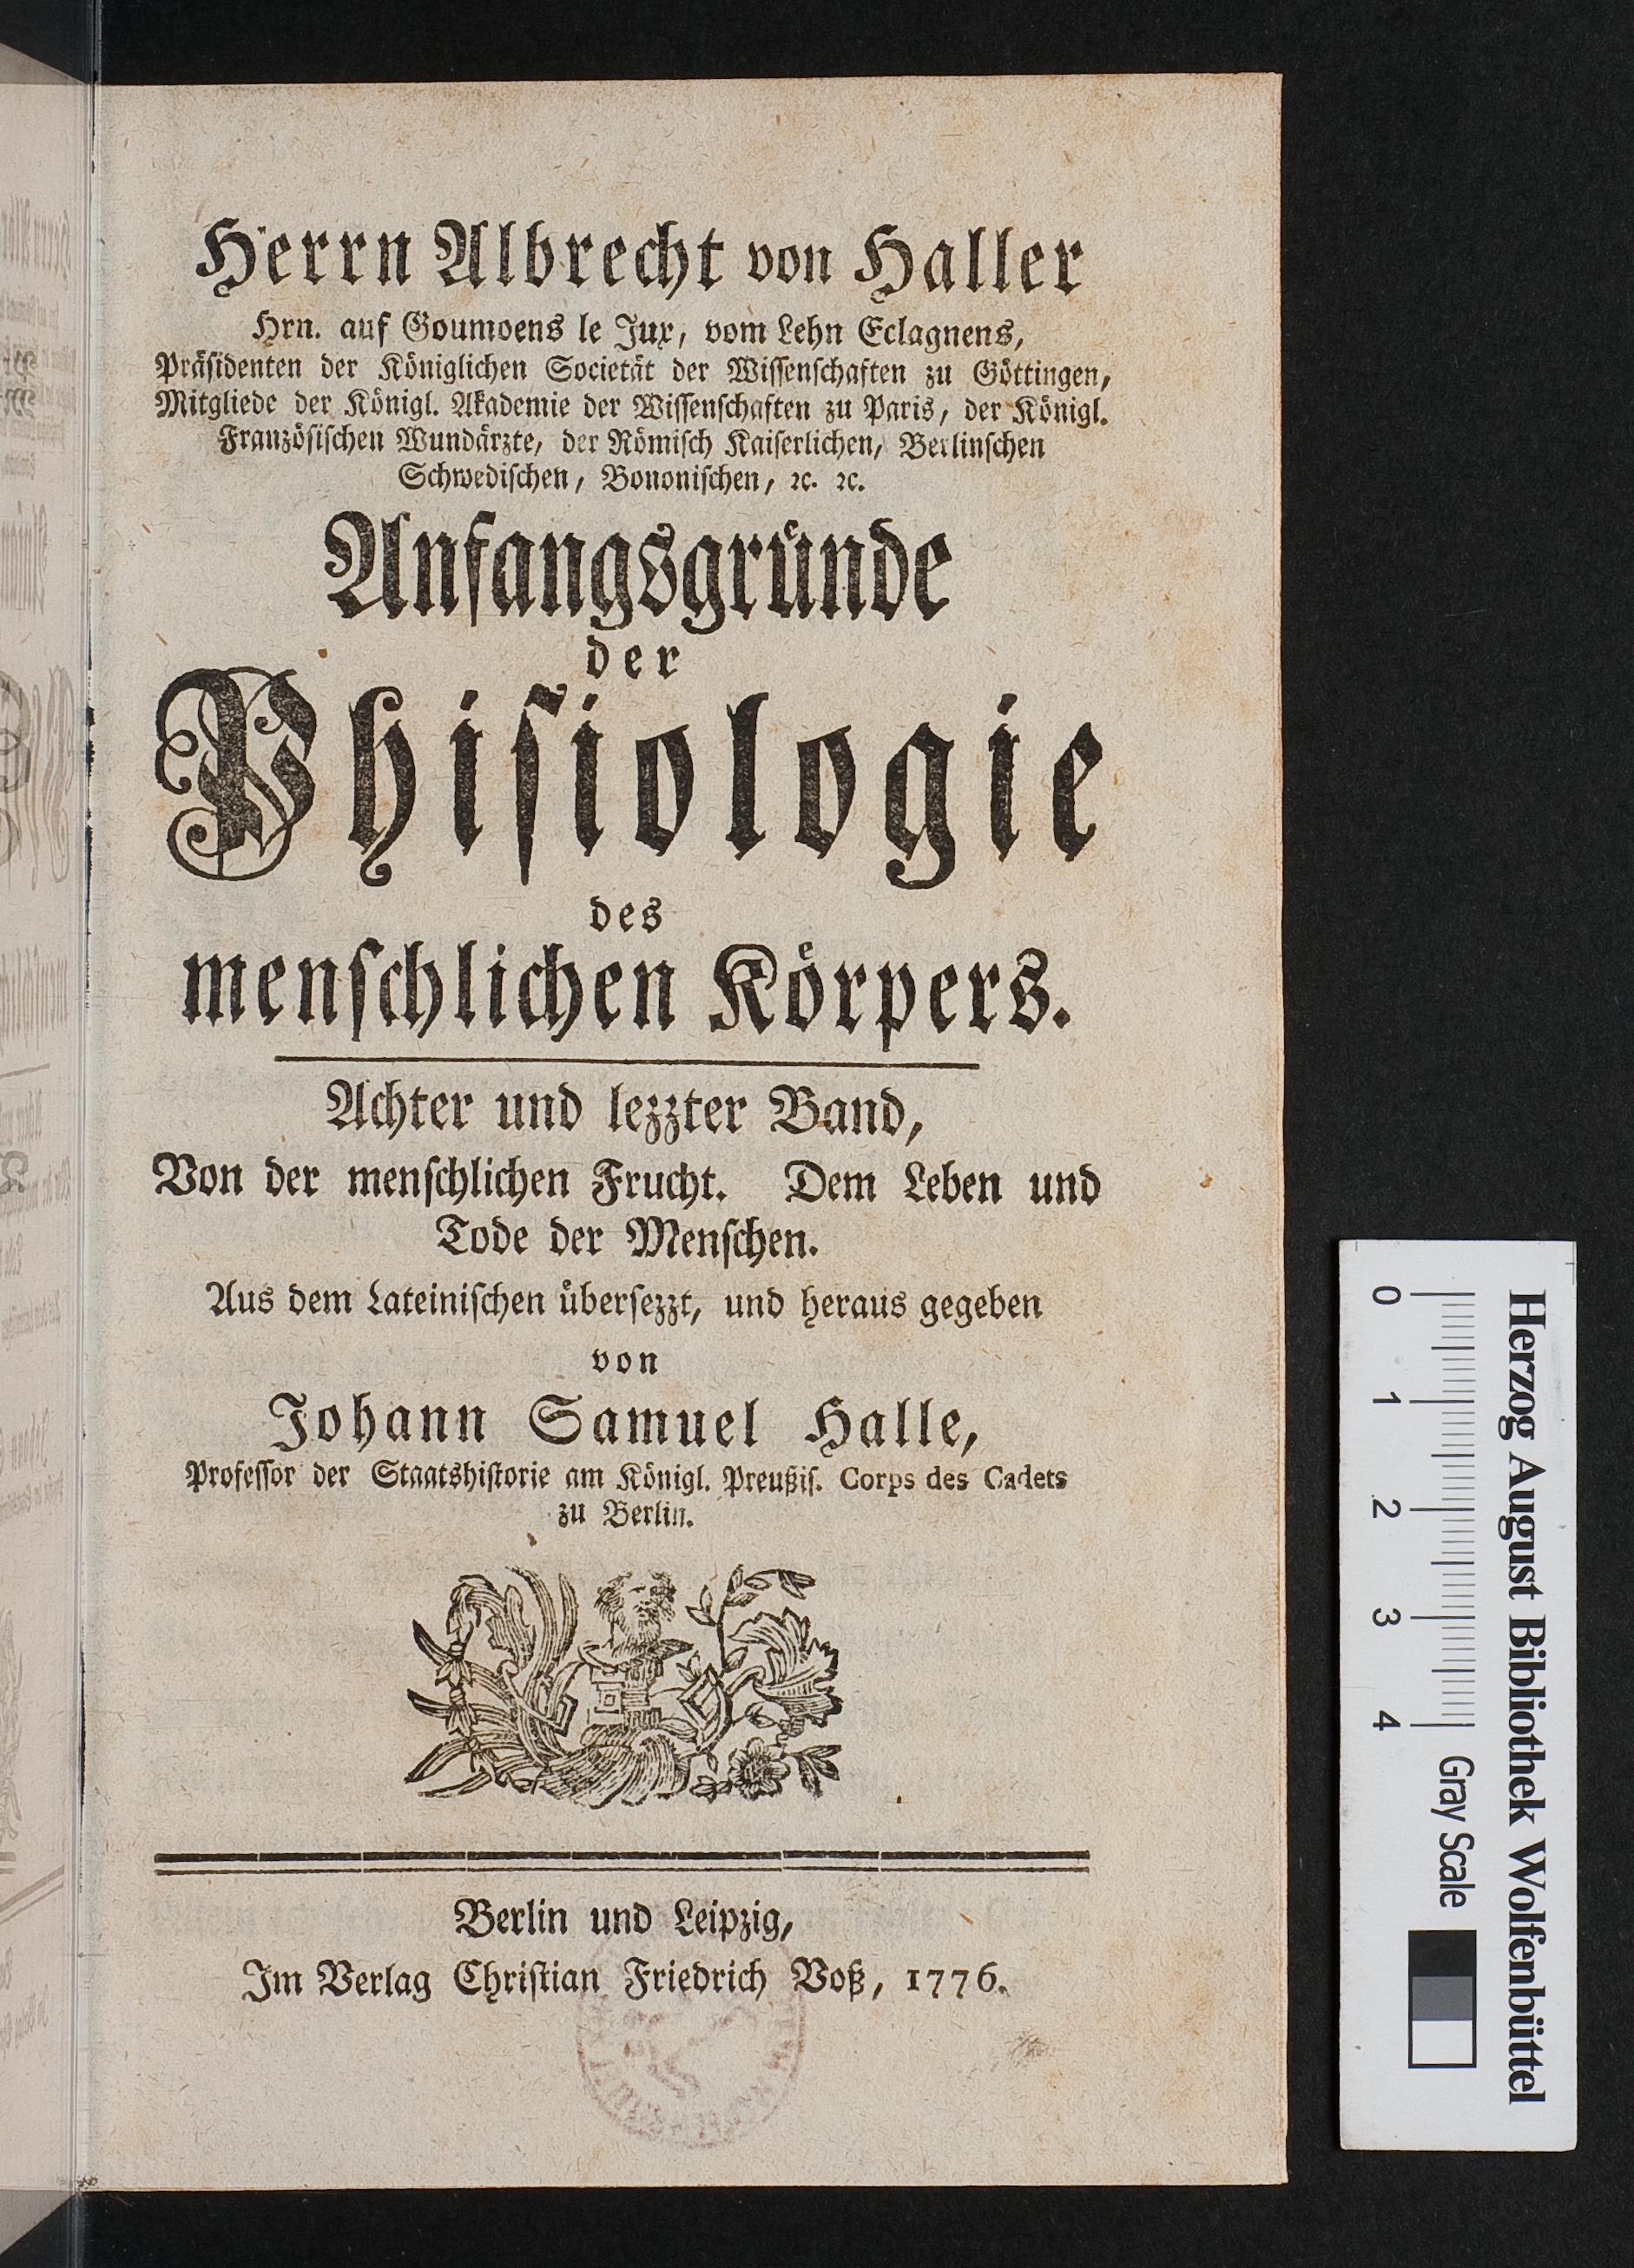 Herrn Albrecht von Haller
Hrn. auf Goumoens le Jux, vom Lehn Eclagnens,
Präsidenten der Königlichen Societät der Wissenschaften zu Göttingen,
Mitgliede der Königl. Akademie der Wissenschaften zu Paris, der Königl.
Französischen Wundärzte, der Römisch Kaiserlichen, Berlinschen
Schwedischen, Bononischen, ꝛc. ꝛc.
Anfangsgründe
der
Phisiologie
des
menschlichen Körpers.
Achter und lezzter Band,
Von der menschlichen Frucht. Dem Leben und
Tode der Menschen.
Aus dem Lateinischen übersezzt, und heraus gegeben
von
Johann Samuel Halle,
Professor der Staatshistorie am Königl. Preußis. Corps des Cadets
zu Berlin.
Berlin und Leipzig,
Im Verlag Christian Friedrich Voß, 1776.
Herzog August Bibliothek Wolfenbüttel
0 1 2 3 4 Gray Scale